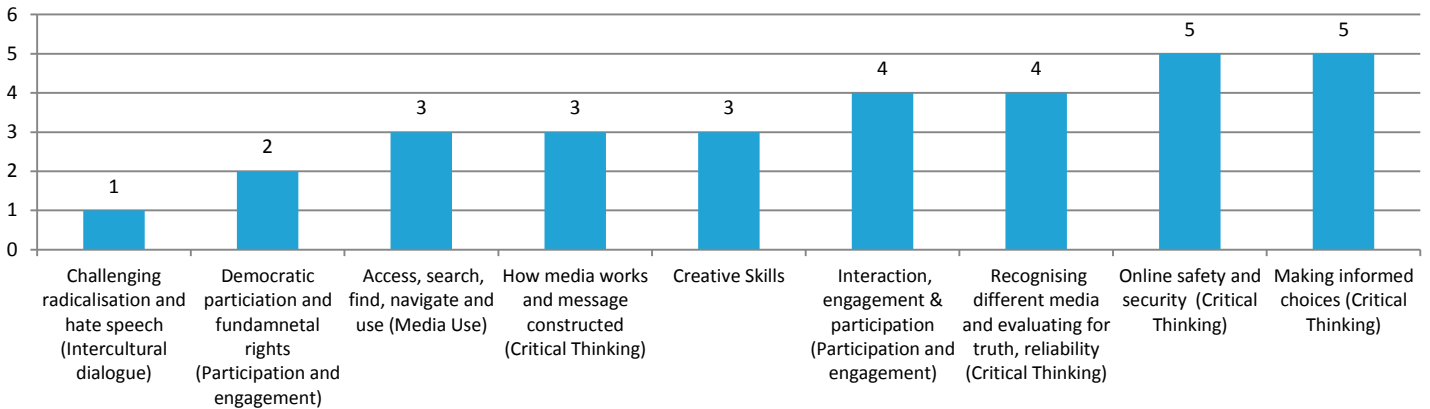 6
5
4
3
2
1
0
1
2
3
3
3
4
4
5
5
Challenging
radicalisation and
hate speech
(Intercultural
dialogue)
Democratic
particiation and
fundamnetal
rights
(Participation and
engagement)
Access, search,
find, navigate and
use (Media Use)
How media works
and message
constructed
(Critical Thinking)
Creative Skills
Interaction,
engagement &
participation
(Participation and
engagement)
Recognising
different media
and evaluating for
truth, reliability
(Critical Thinking)
Online safety and
security (Critical
Thinking)
Making informed
choices (Critical
Thinking)